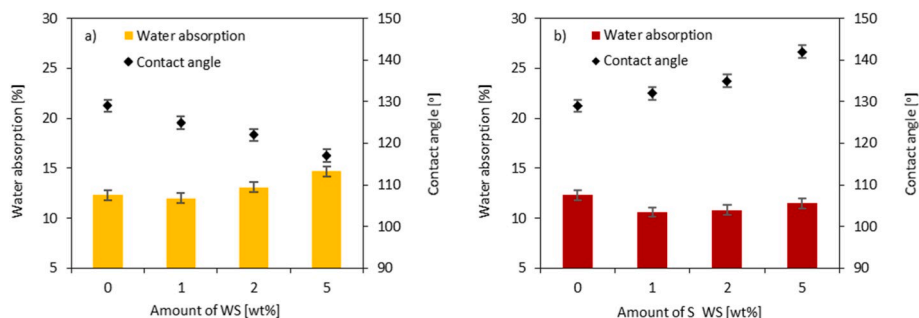 a)
Water absorption
Contact angle
Water absorption [%]
30
25
20
15
10
5
Contact angle [º]
150
140
130
120
110
100
90
0 1 2 5
Amount of WS [wt%]
b)
Water absorption
Contact angle
Water absorption [%]
30
25
20
15
10
5
Contact angle [º]
150
140
130
120
110
100
90
0 1 2 5
Amount of S_WS [wt%]